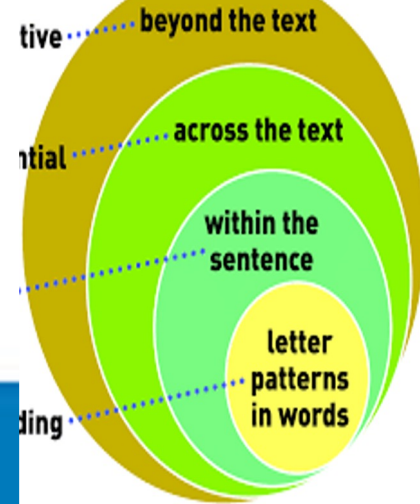 tive
beyond the text
across the text
ntial
within the
sentence
letter
patterns
in words
ding